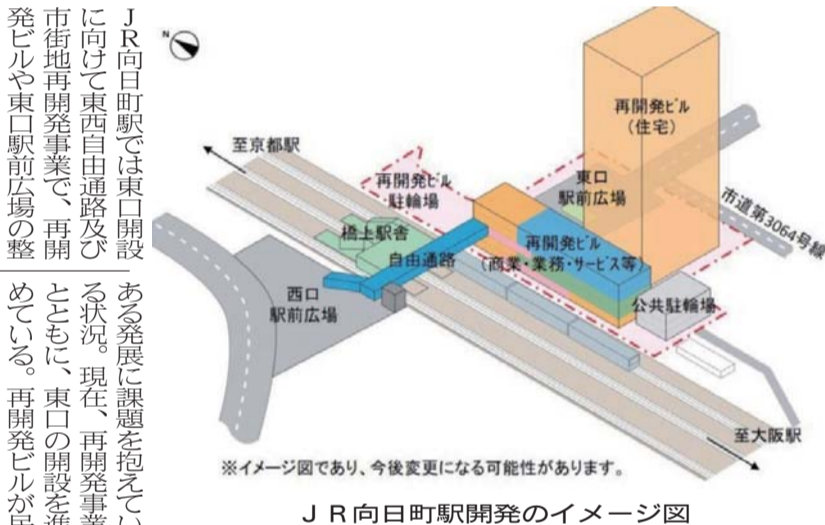 JR向日町駅では東口開設
に向けて東西自由通路及び
市街地再開発事業で、再開
発ビルや東口駅前広場の整
ある発展に課題を抱えてい
る状況。現在、再開発事業
とともに、東口の開設を進
めている。再開発ビルが
N
至京都駅
再開発ビル
(住宅)
再開発ビル
駐輪場
東口
駅前広場
市道第3064号線
橋上駅舎
自由通路
再開発ビル
(商業・業務・サービス等)
西口
駅前広場
公共駐輪場
至大阪駅
※イメージ図であり、今後変更になる可能性があります。
JR向日町駅開発のイメージ図